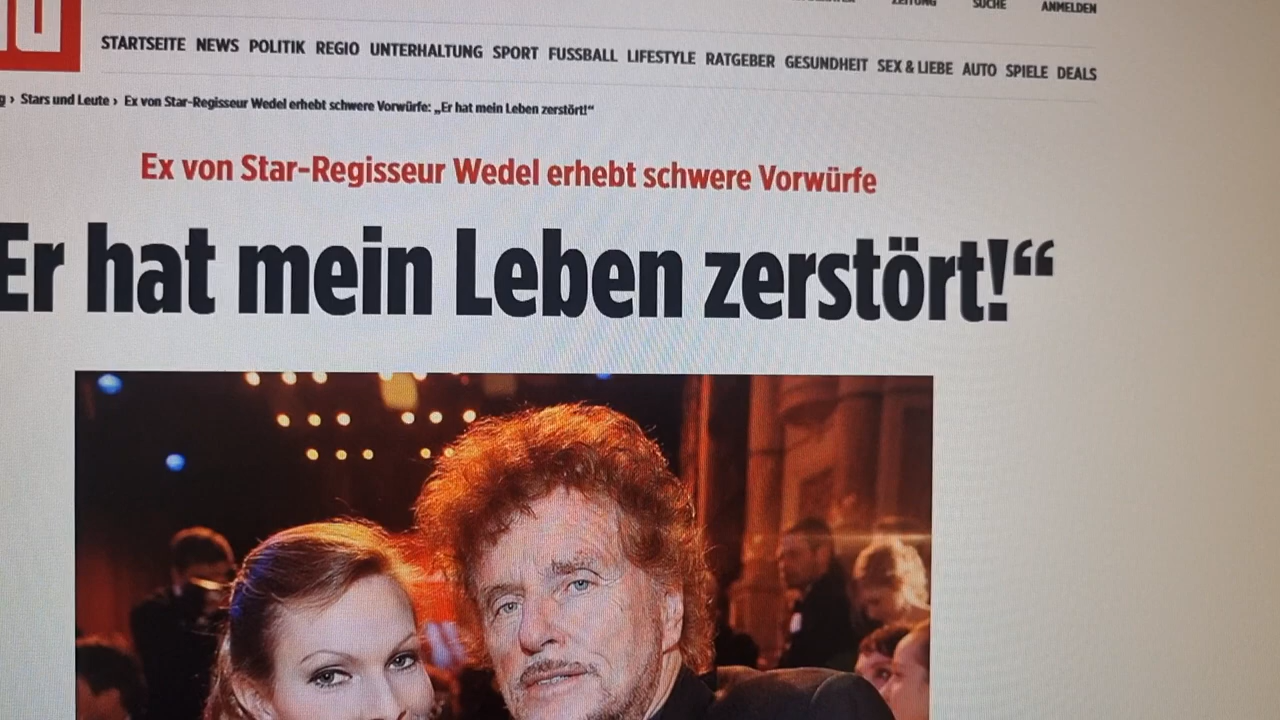 ZEITUNG SUCHE ANMELDEN
STARTSEITE NEWS POLITIK REGIO UNTERHALTUNG SPORT FUSSBALL LIFESTYLE RATGEBER GESUNDHEIT SEX & LIEBE AUTO SPIELE DEALS
g › Stars und Leute › Ex von Star-Regisseur Wedel erhebt schwere Vorwürfe: „Er hat mein Leben zerstört!“
Ex von Star-Regisseur Wedel erhebt schwere Vorwürfe
Er hat mein Leben zerstört!“